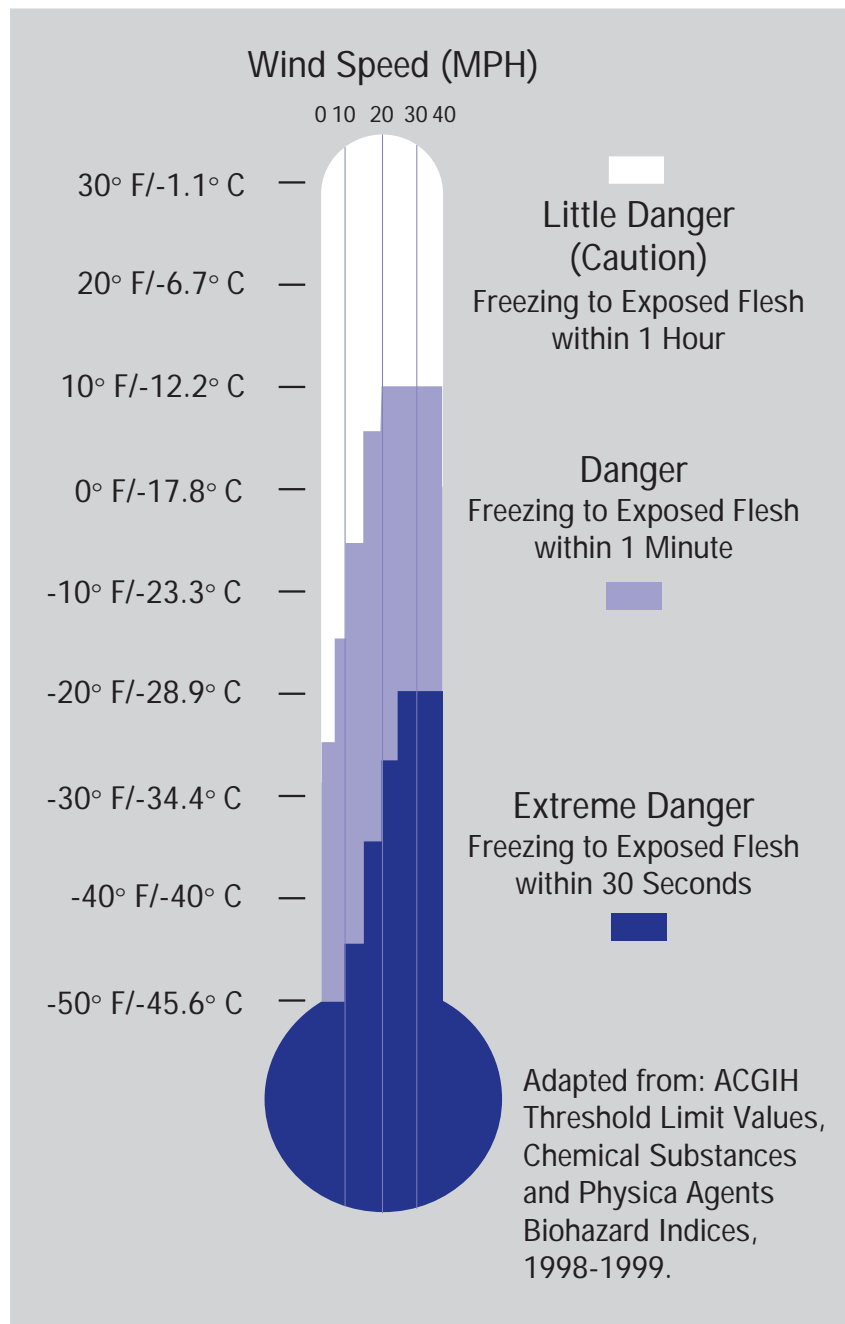 Wind Speed (MPH)
0 10 20 30 40
30° F/-1.1° C
20° F/-6.7° C
10° F/-12.2° C
0° F/-17.8° C
-10° F/-23.3° C
-20° F/-28.9° C
-30° F/-34.4° C
-40° F/-40° C
-50° F/-45.6° C
Little Danger
(Caution)
Freezing to Exposed Flesh
within 1 Hour
Danger
Freezing to Exposed Flesh
within 1 Minute
Extreme Danger
Freezing to Exposed Flesh
within 30 Seconds
Adapted from: ACGIH
Threshold Limit Values,
Chemical Substances
and Physica Agents
Biohazard Indices,
1998-1999.